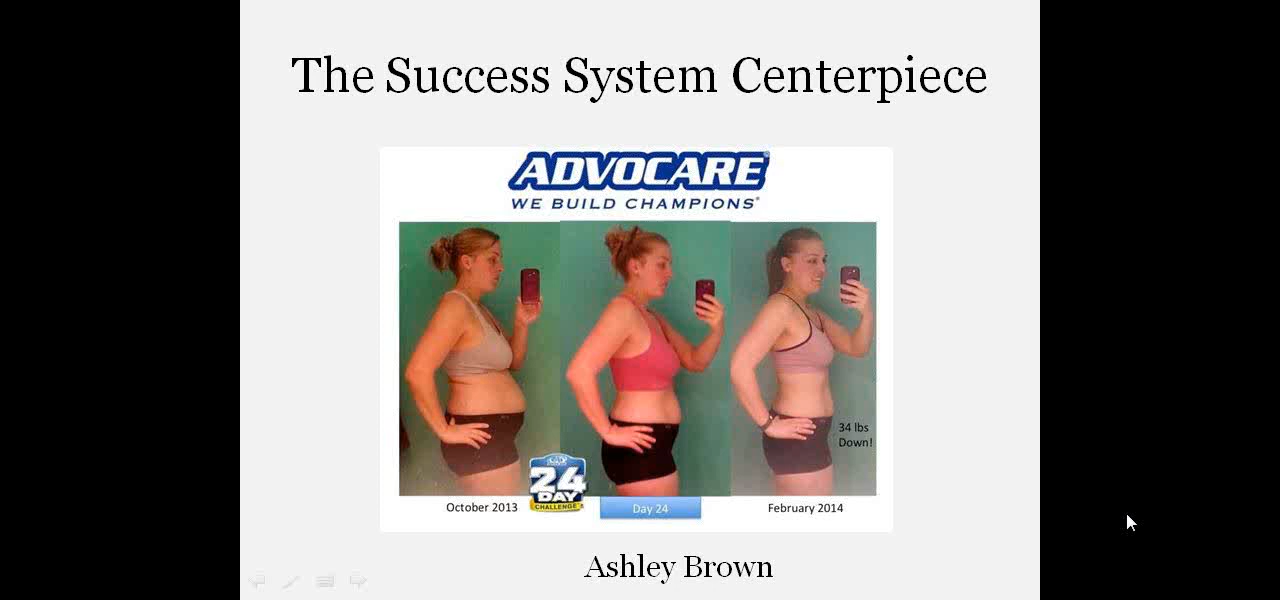 The Success System Centerpiece
ADVOCARE®
WE BUILD CHAMPIONS®
34 lbs
Down!
24
DAY
CHALLENGE
October 2013
Day 24
February 2014
Ashley Brown